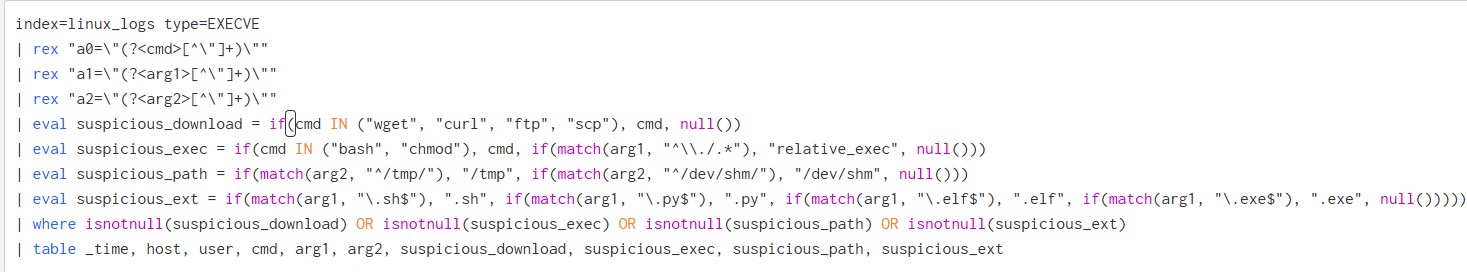 index=linux_logs type=EXECVE
| rex "a0=\"(?<cmd>[^\"]+)\""
| rex "a1=\"(?<arg1>[^\"]+)\""
| rex "a2=\"(?<arg2>[^\"]+)\""
| eval suspicious_download = if(cmd IN ("wget", "curl", "ftp", "scp"), cmd, null())
| eval suspicious_exec = if(cmd IN ("bash", "chmod"), cmd, if(match(arg1, "^\\./.*"), "relative_exec", null()))
| eval suspicious_path = if(match(arg2, "^/tmp/"), "/tmp", if(match(arg2, "^/dev/shm/"), "/dev/shm", null()))
| eval suspicious_ext = if(match(arg1, "\.sh$"), ".sh", if(match(arg1, "\.py$"), ".py", if(match(arg1, "\.elf$"), ".elf", if(match(arg1, "\.exe$"), ".exe", null()))))
| where isnotnull(suspicious_download) OR isnotnull(suspicious_exec) OR isnotnull(suspicious_path) OR isnotnull(suspicious_ext)
| table _time, host, user, cmd, arg1, arg2, suspicious_download, suspicious_exec, suspicious_path, suspicious_ext